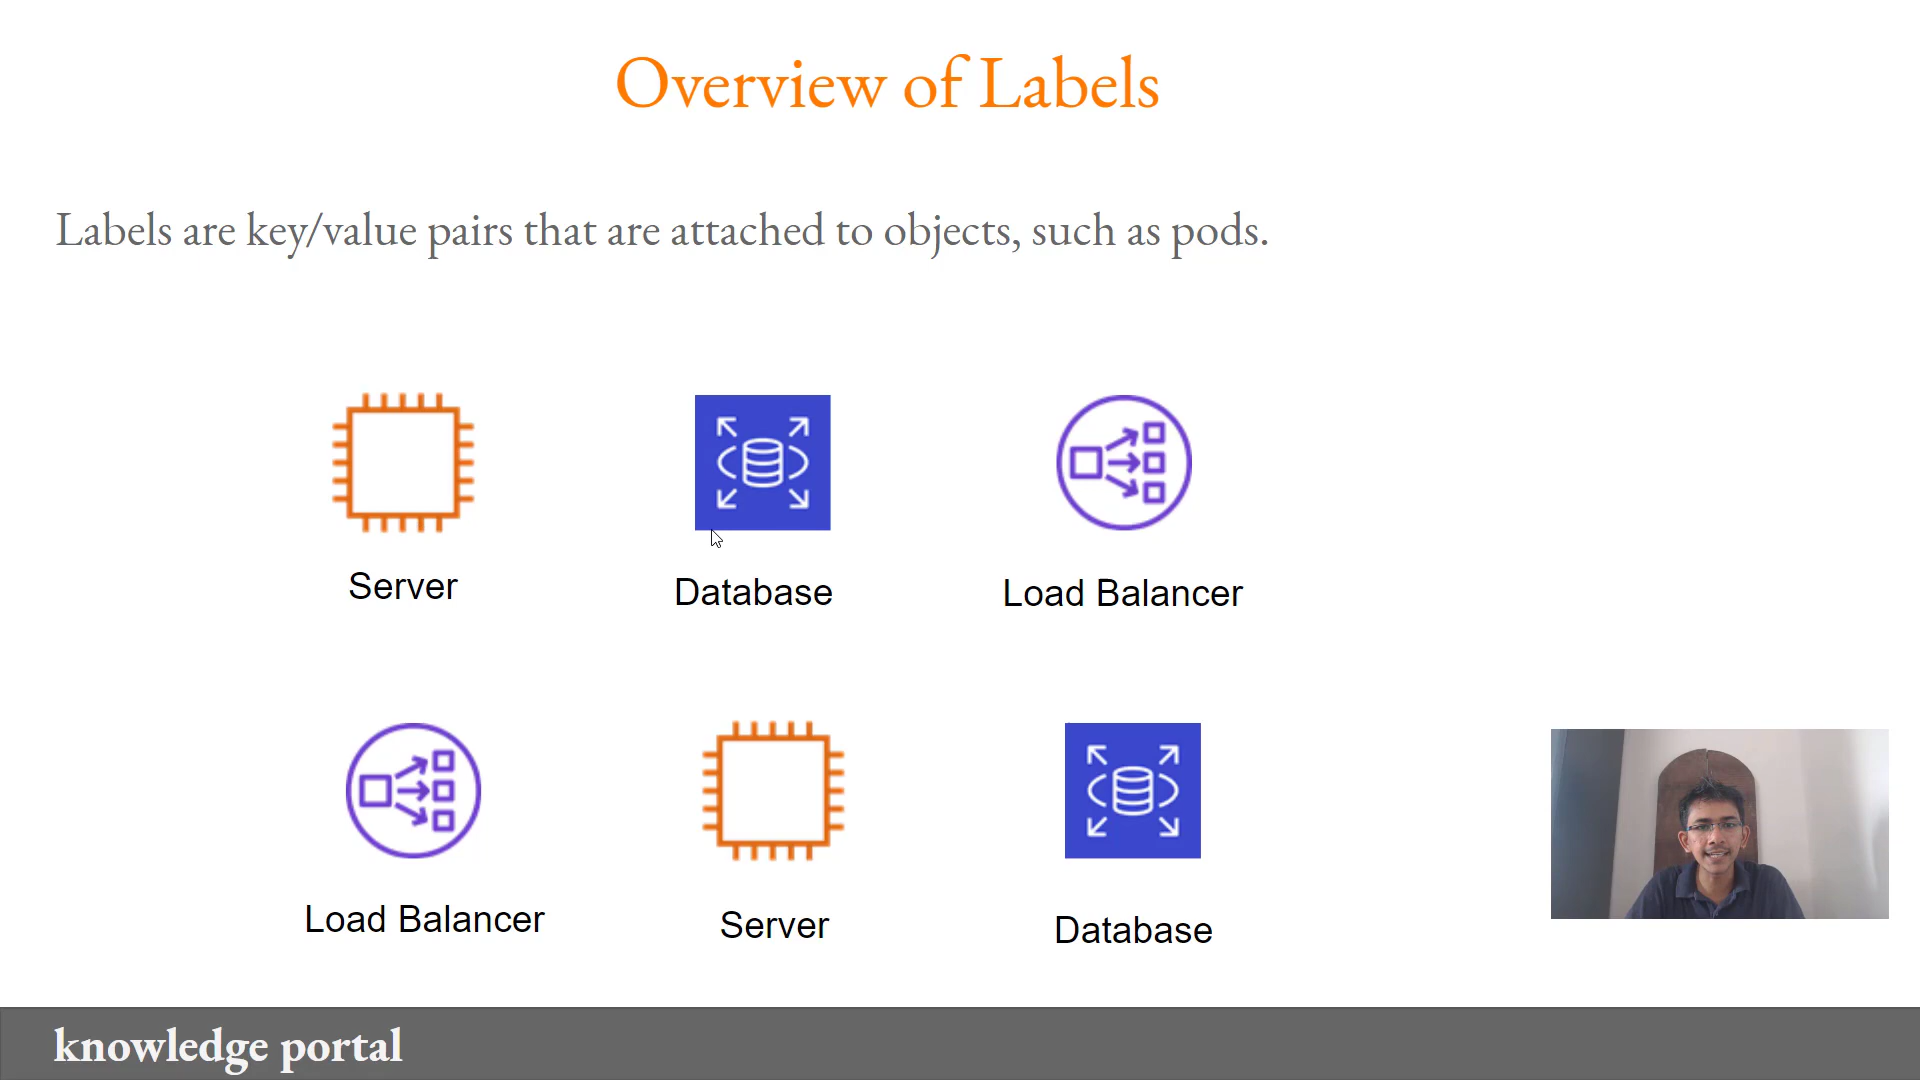 Overview of Labels
Labels are key/value pairs that are attached to objects, such as pods.
Server
Database
Load Balancer
Load Balancer
Server
Database
knowledge portal